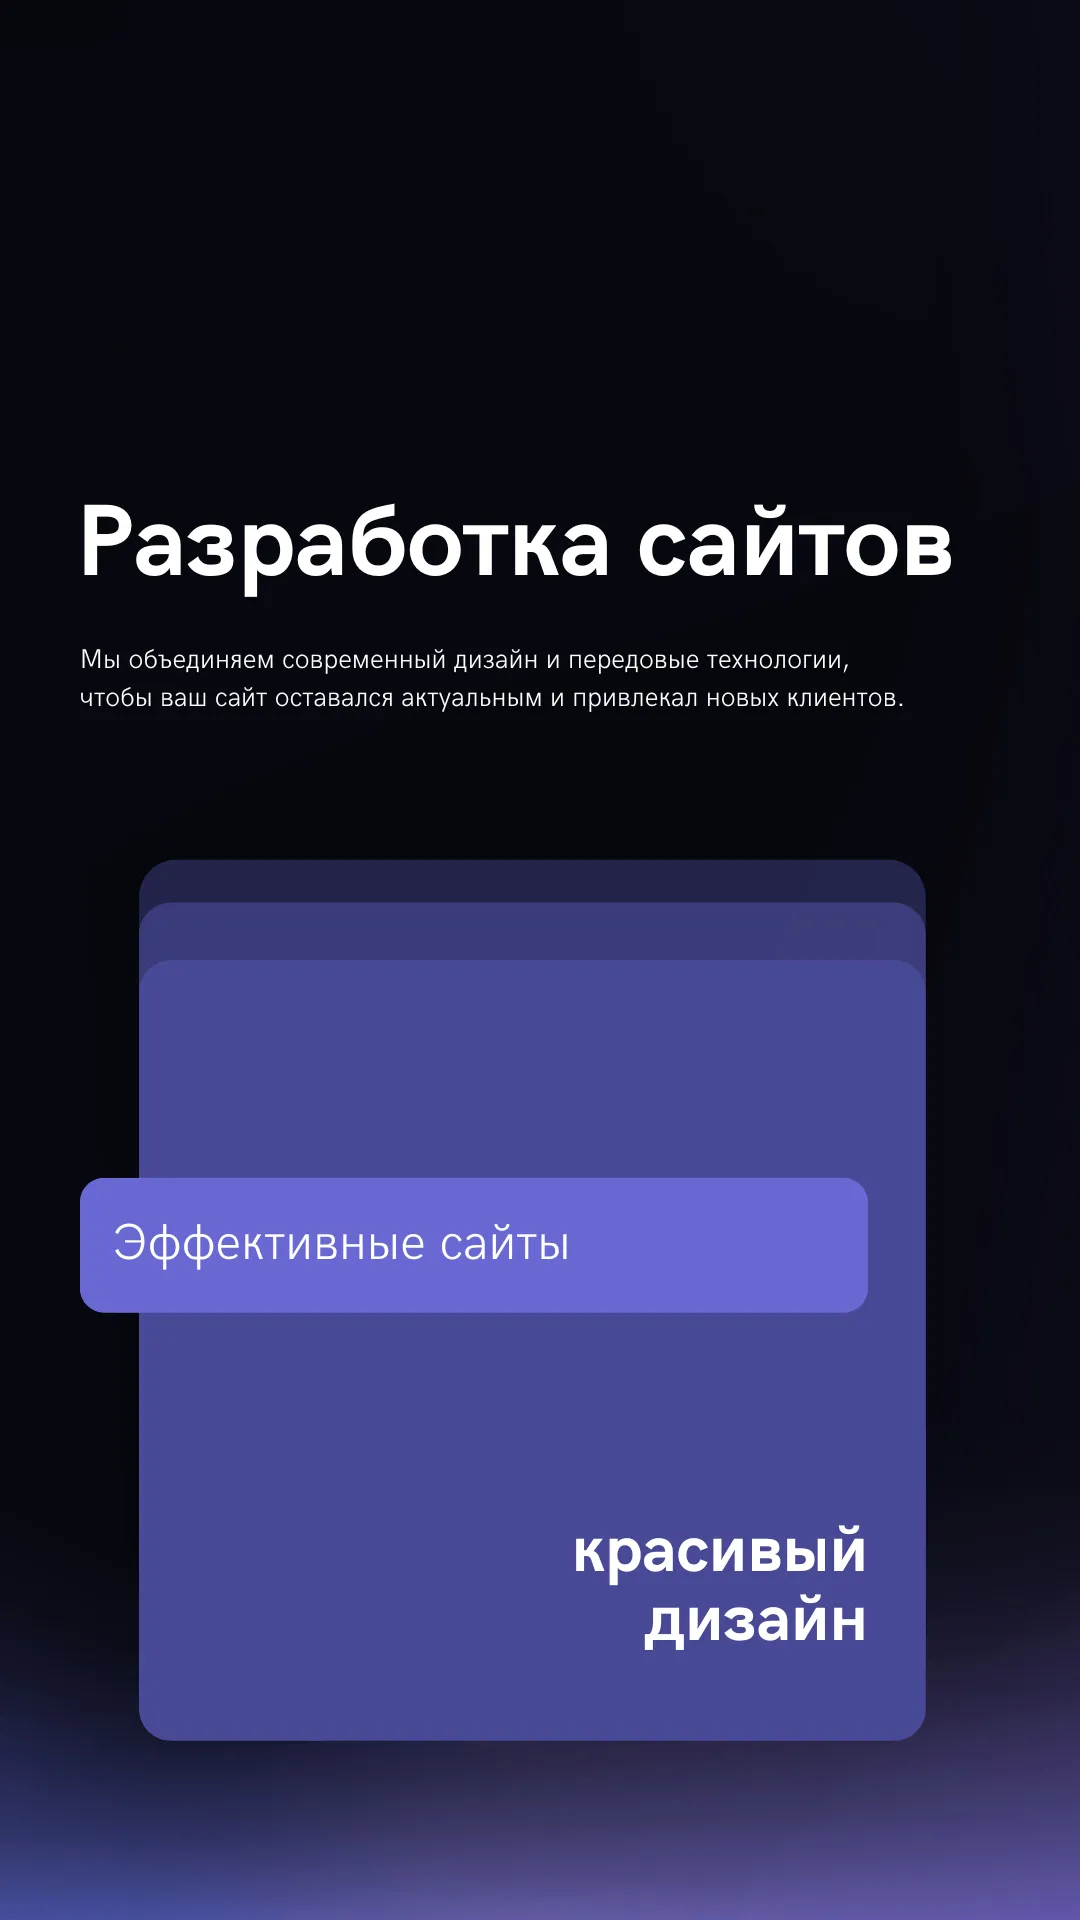 Разработка сайтов
Мы объединяем современный дизайн и передовые технологии,
чтобы ваш сайт оставался актуальным и привлекал новых клиентов.
Эффективные сайты
красивый
дизайн